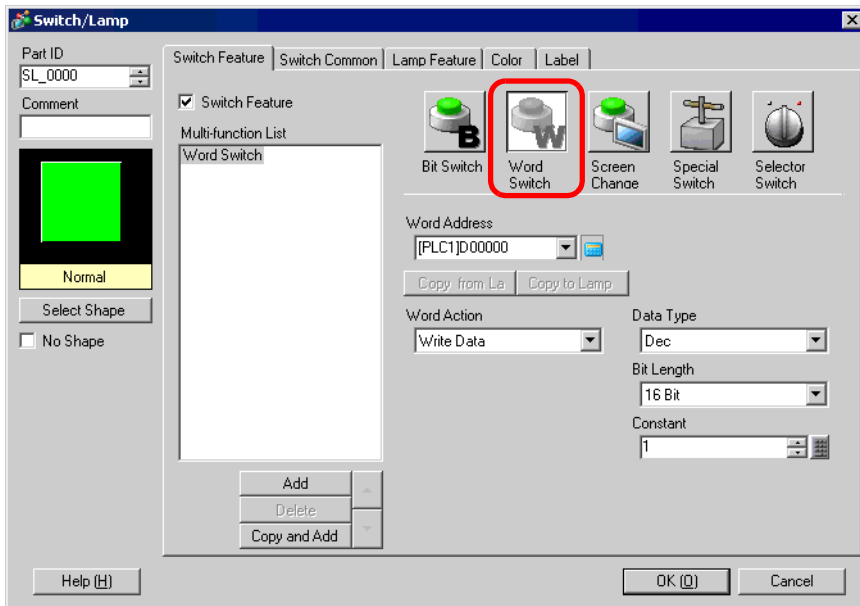 Switch/Lamp
Part ID
SL_0000
Comment
Normal
Select Shape
No Shape
Switch Feature
Switch Common
Lamp Feature
Color
Label
Switch Feature
Multi-function List
Word Switch
Add
Delete
Copy and Add
B
Bit Switch
W
Word
Switch
Screen
Change
Special
Switch
Selector
Switch
Word Address
[PLC1]D00000
Copy from La
Copy to Lamp
Word Action
Write Data
Data Type
Dec
Bit Length
16 Bit
Constant
1
Help (H)
OK (O)
Cancel